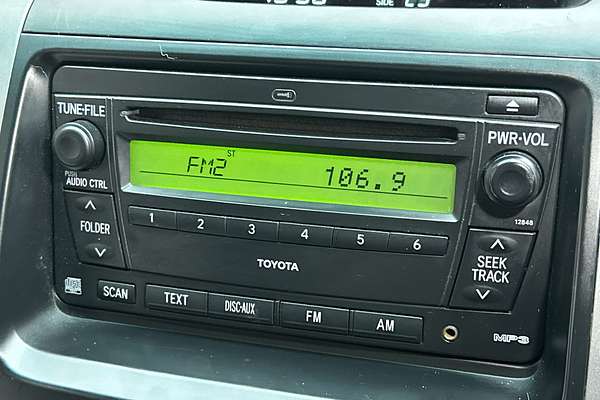 SIDE
TUNE·FILE
PUSH
AUDIO CTRL
FOLDER
ST
FM2 106.9
PWR·VOL
12848
1 2 3 4 5 6
TOYOTA
SEEK
TRACK
SCAN
TEXT
DISC·AUX
FM
AM
MP3